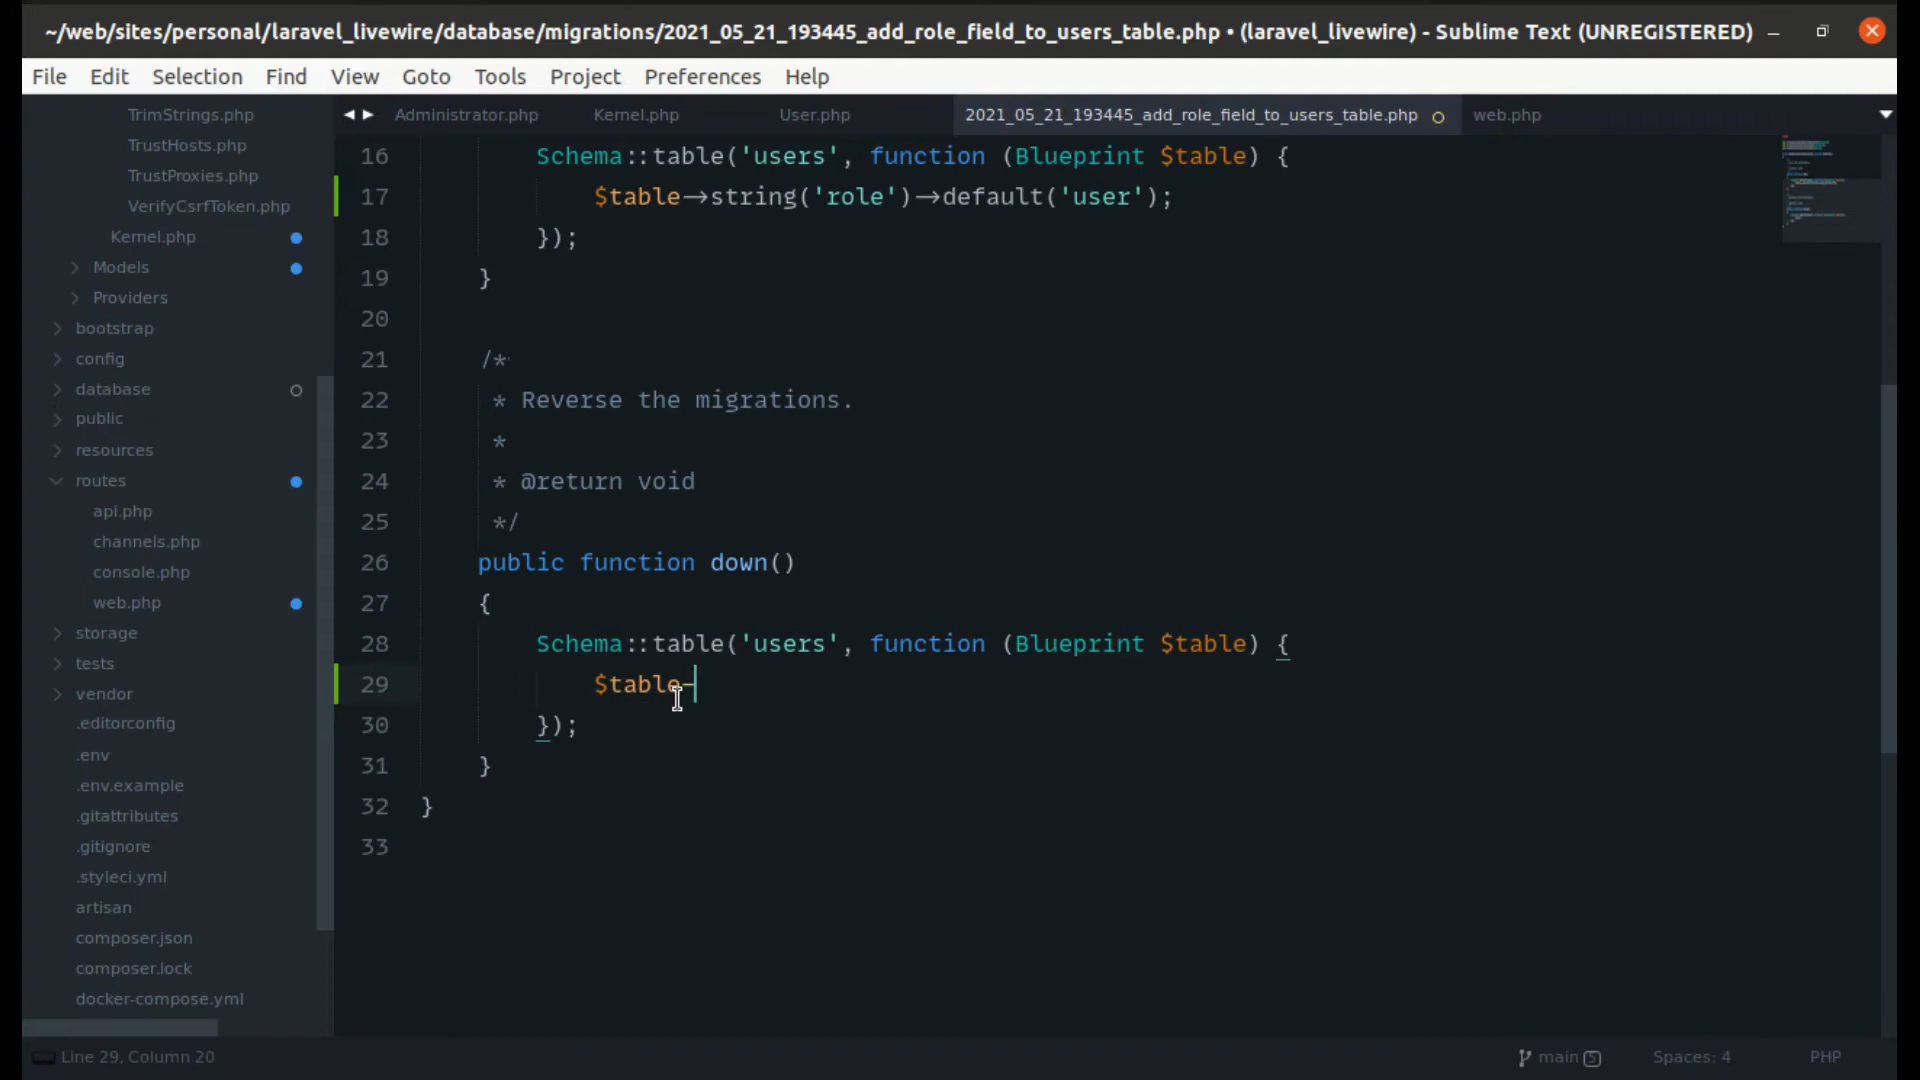 ~/web/sites/personal/laravel_livewire/database/migrations/2021_05_21_193445_add_role_field_to_users_table.php • (laravel_livewire) - Sublime Text (UNREGISTERED)
File Edit Selection Find View Goto Tools Project Preferences Help
Administrator.php Kernel.php User.php 2021_05_21_193445_add_role_field_to_users_table.php web.php
TrimStrings.php
TrustHosts.php
TrustProxies.php
VerifyCsrfToken.php
Kernel.php
Models
Providers
bootstrap
config
database
public
resources
routes
api.php
channels.php
console.php
web.php
storage
tests
vendor
.editorconfig
.env
.env.example
.gitattributes
.gitignore
.styleci.yml
artisan
composer.json
composer.lock
docker-compose.yml
16 Schema::table('users', function (Blueprint $table) {
17 $table->string('role')->default('user');
18 });
19 }
20
21 /*
22 * Reverse the migrations.
23 *
24 * @return void
25 */
26 public function down()
27 {
28 Schema::table('users', function (Blueprint $table) {
29 $table-
30 });
31 }
32 }
33
Line 29, Column 20
main 5 Spaces: 4 PHP